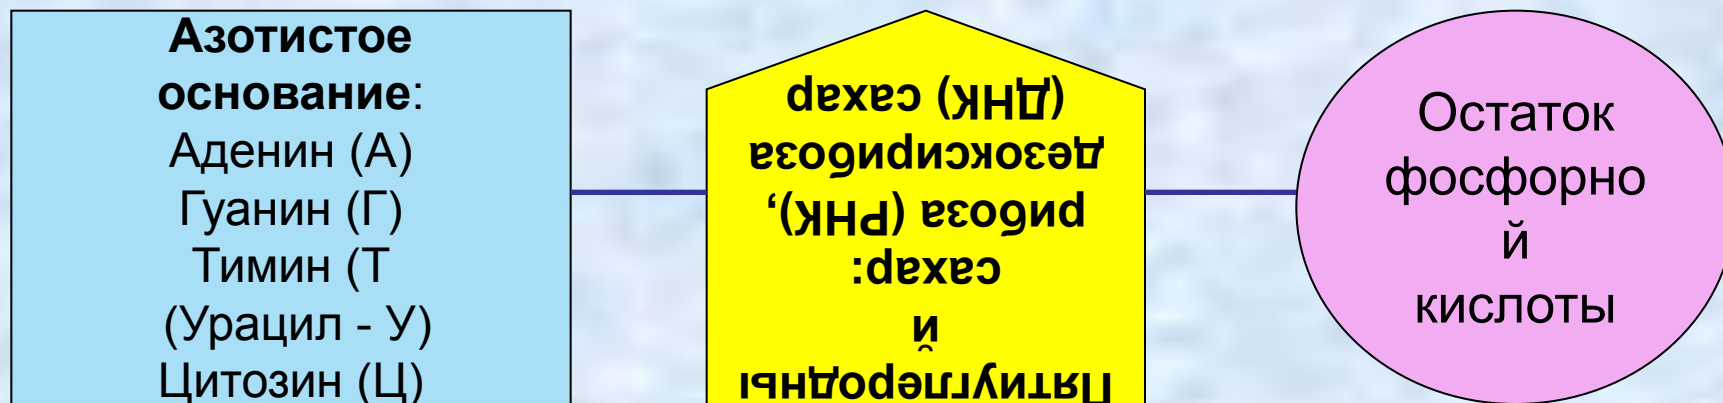 Азотистое
основание:
Аденин (А)
Гуанин (Г)
Тимин (Т
(Урацил - У)
Цитозин (Ц)
Пятиуглеродны
й
сахар:
рибоза (РНК),
дезоксирибоза
(ДНК) сахар
Остаток
фосфорно
й
кислоты